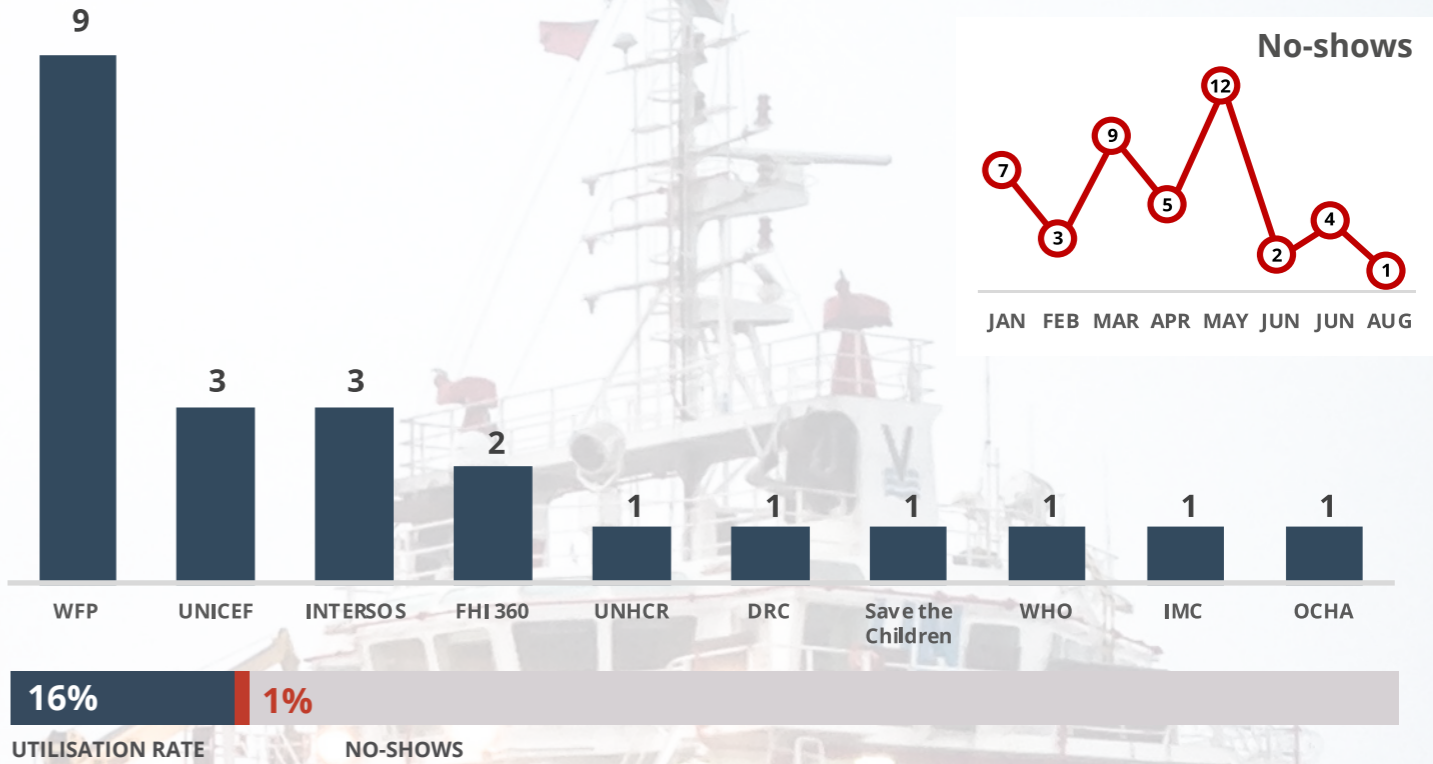 9
No-shows
12
9
7
5
4
3
2
1
JAN FEB MAR APR MAY JUN JUN AUG
3
3
2
1
1
1
1
1
1
WFP
UNICEF
INTERSOS
FHI 360
UNHCR
DRC
Save the
Children
WHO
IMC
OCHA
16%
1%
UTILISATION RATE
NO-SHOWS